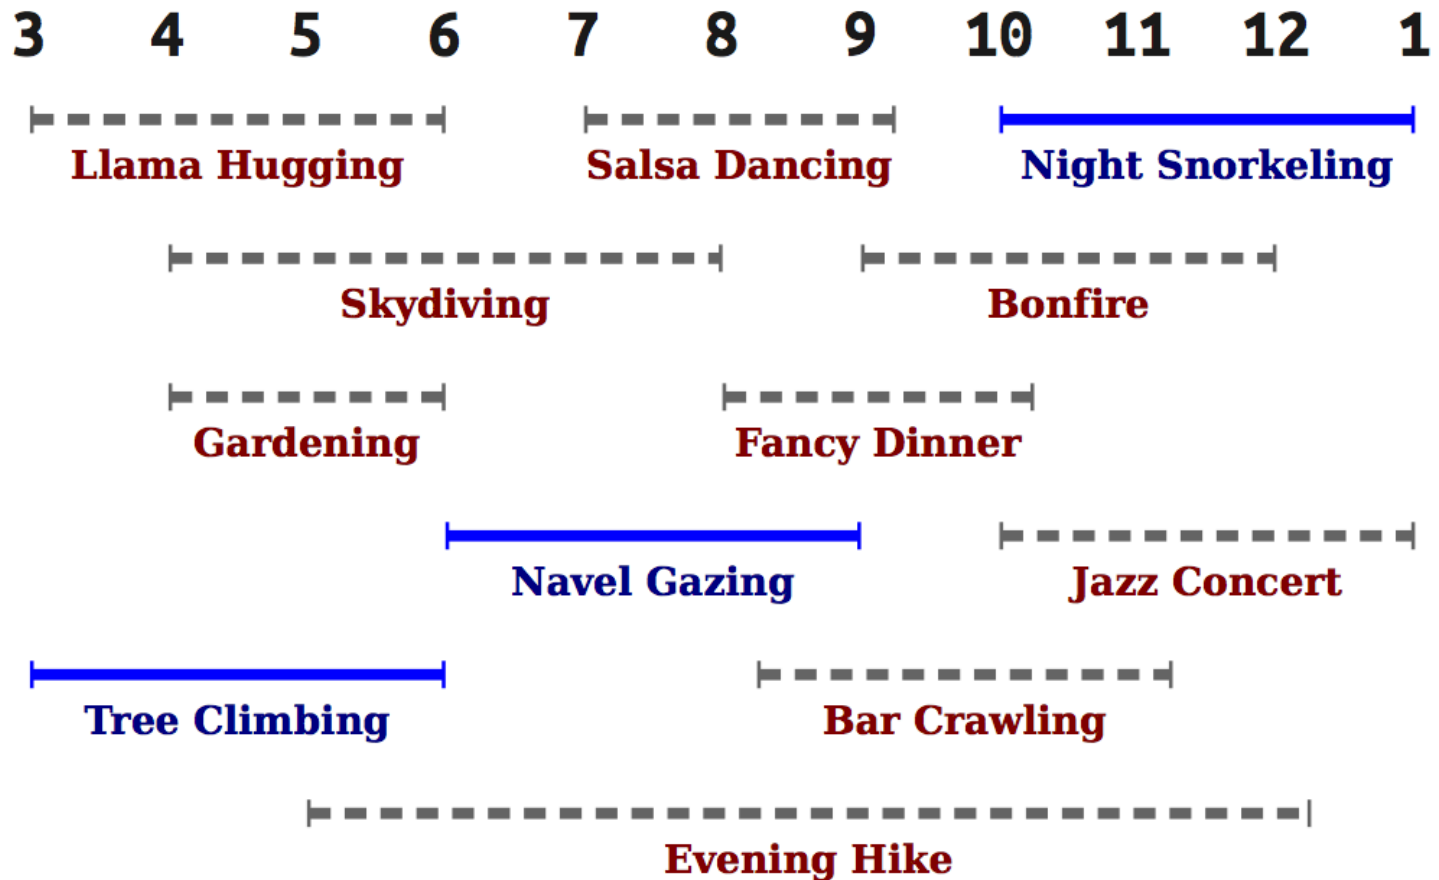 3 4 5 6 7 8 9 10 11 12 1
Llama Hugging Salsa Dancing Night Snorkeling
Skydiving Bonfire
Gardening Fancy Dinner
Navel Gazing Jazz Concert
Tree Climbing Bar Crawling
Evening Hike